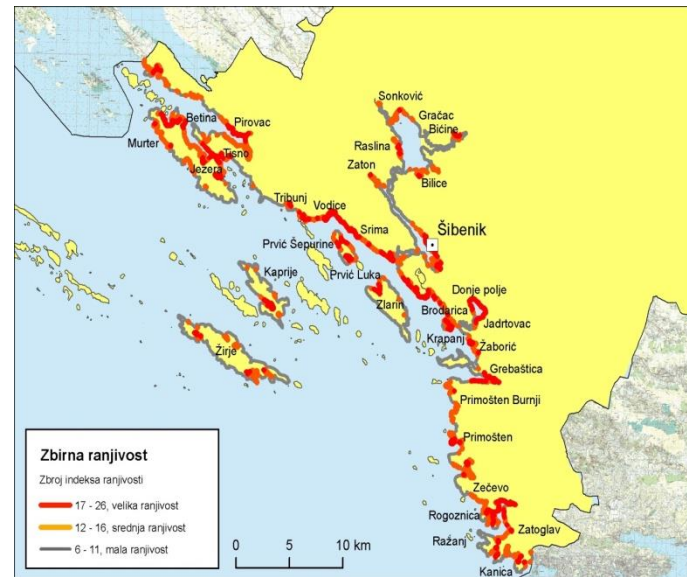 Sonković
Gračac
Bićine
Betina
Pirovac
Raslina
Murter
Tisno
Zaton
Jezera
Bilice
Tribunj
Vodice
Srima
Šibenik
Prvić Šepurine
Kaprije
Prvić Luka
Donje polje
Zlarin
Brodarica
Jadrtovac
Krapanj
Žaborić
Žirje
Grebaštica
Primošten Burnji
Primošten
Zečevo
Rogoznica
Zatoglav
Ražanj
Kanica
Zbirna ranjivost
Zbroj indeksa ranjivosti
17 - 26, velika ranjivost
12 - 16, srednja ranjivost
6 - 11, mala ranjivost
0 5 10 km